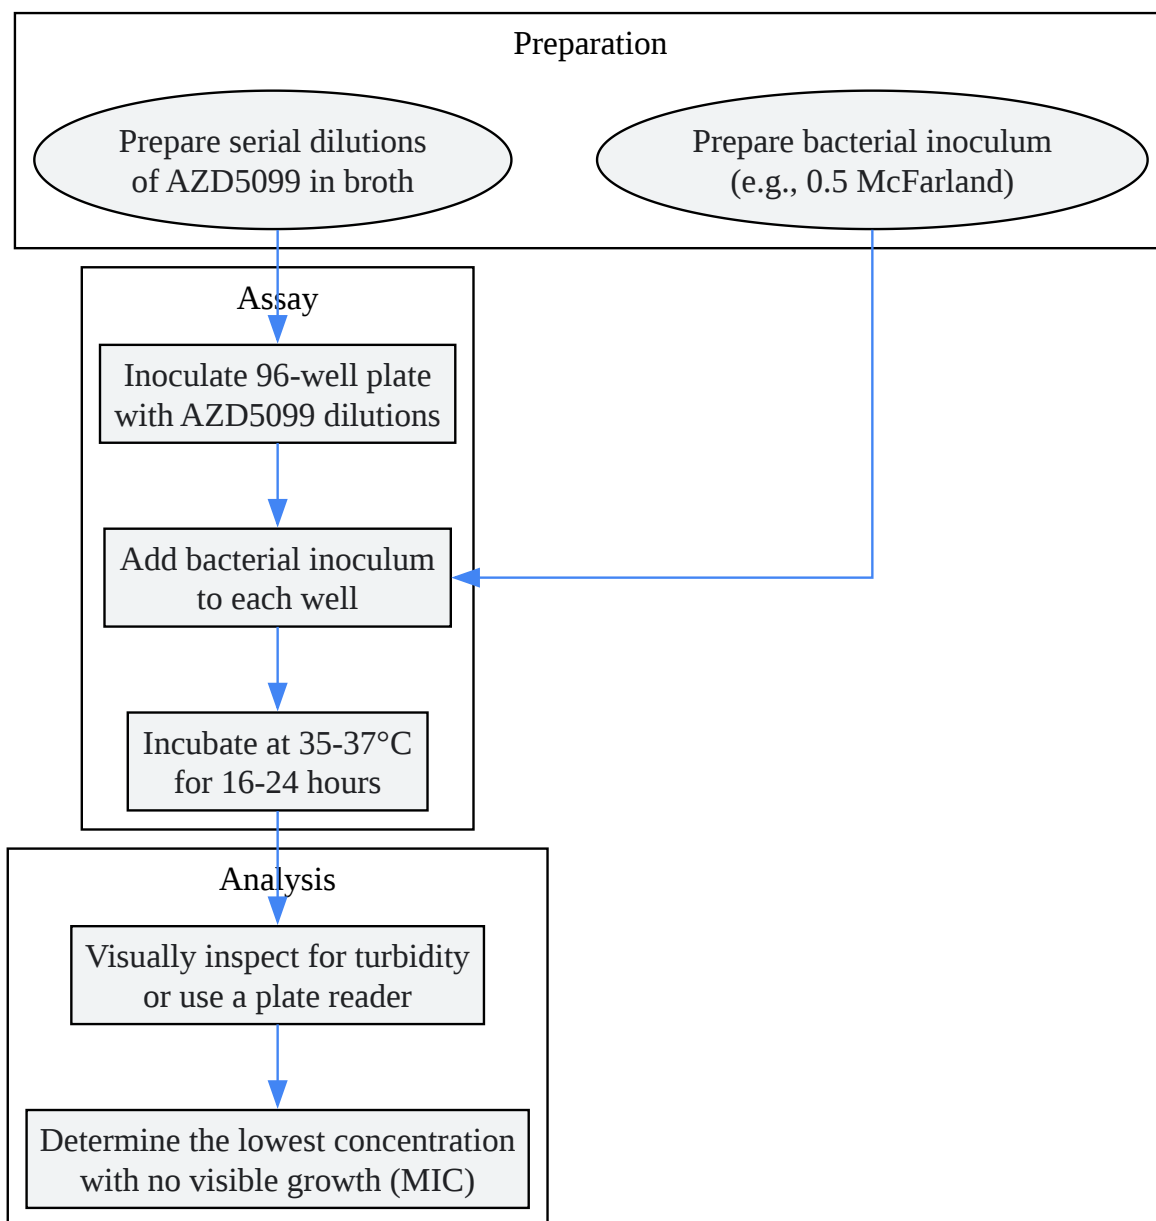 Preparation
Prepare serial dilutions
of AZD5099 in broth
Prepare bacterial inoculum
(e.g., 0.5 McFarland)
Assay
Inoculate 96-well plate
with AZD5099 dilutions
Add bacterial inoculum
to each well
Incubate at 35-37°C
for 16-24 hours
Analysis
Visually inspect for turbidity
or use a plate reader
Determine the lowest concentration
with no visible growth (MIC)